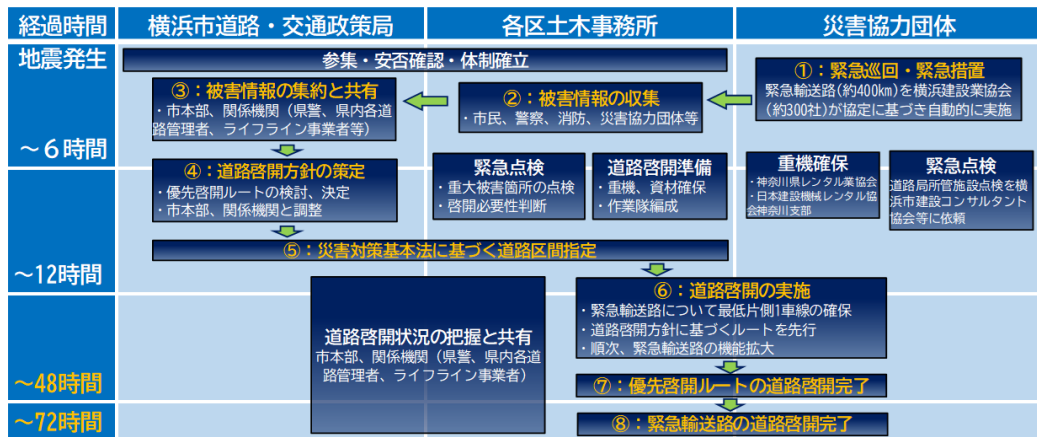 経過時間
横浜市道路・交通政策局
各区土木事務所
災害協力団体
地震発生
参集・安否確認・体制確立
①：緊急巡回・緊急措置
緊急輸送路(約400km)を横浜建設業協会
(約300社)が協定に基づき自動的に実施
②：被害情報の収集
・市民、警察、消防、災害協力団体等
③：被害情報の集約と共有
・市本部、関係機関（県警、県内各道
路管理者、ライフライン事業者等）
～６時間
④：道路啓開方針の策定
・優先啓開ルートの検討、決定
・市本部、関係機関と調整
緊急点検
・重大被害箇所の点検
・啓開必要性判断
道路啓開準備
・重機、資材確保
・作業隊編成
重機確保
・神奈川県レンタル業協会
・日本建設機械レンタル協
会神奈川支部
緊急点検
道路局所管施設点検を横
浜市建設コンサルタント
協会等に依頼
⑤：災害対策基本法に基づく道路区間指定
～12時間
⑥：道路啓開の実施
・緊急輸送路について最低片側1車線の確保
・道路啓開方針に基づくルートを先行
・順次、緊急輸送路の機能拡大
道路啓開状況の把握と共有
市本部、関係機関（県警、県内各道
路管理者、ライフライン事業者）
～48時間
⑦：優先啓開ルートの道路啓開完了
～72時間
⑧：緊急輸送路の道路啓開完了